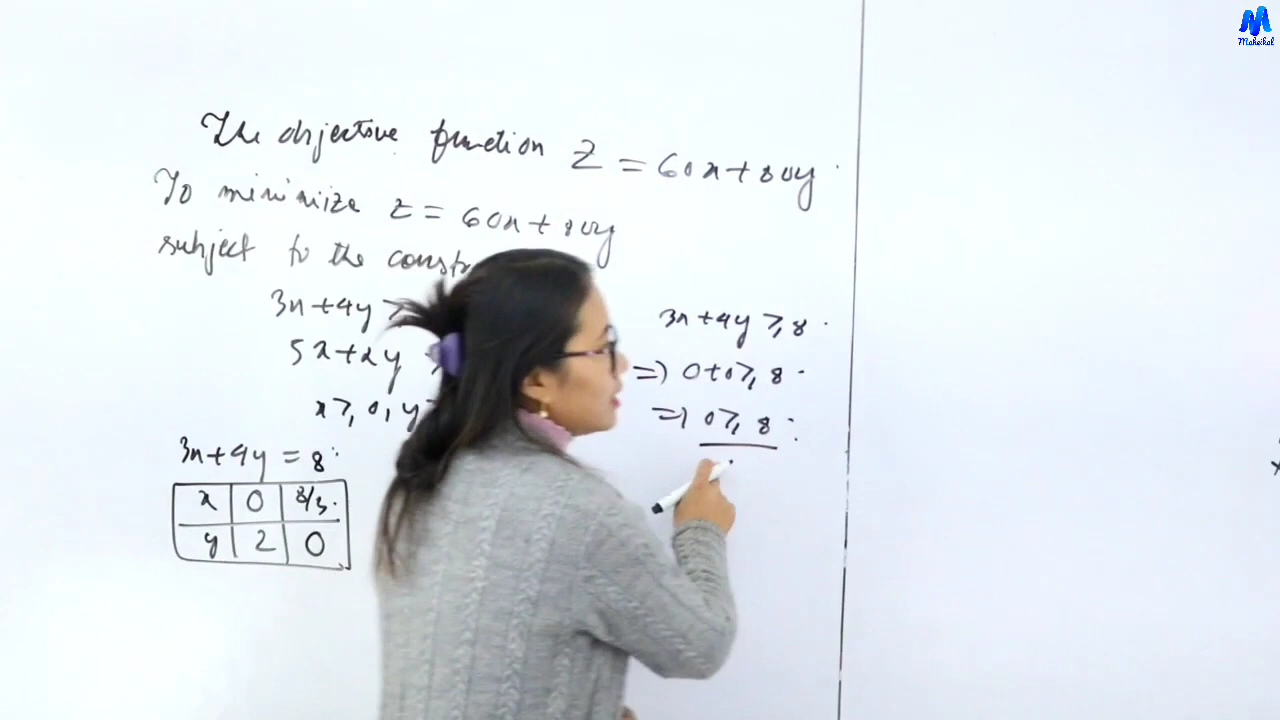 The objective function Z = 60x + 80y.
To minimize z = 60x + 80y
subject to the constr
3x + 4y ≥
5x + 2y
x ≥ 0, y
3x + 4y = 8.
x 0 8/3.
y 2 0
3x + 4y ≥ 8.
⇒ 0 + 0 ≥ 8.
⇒ 0 ≥ 8.
Maheikol